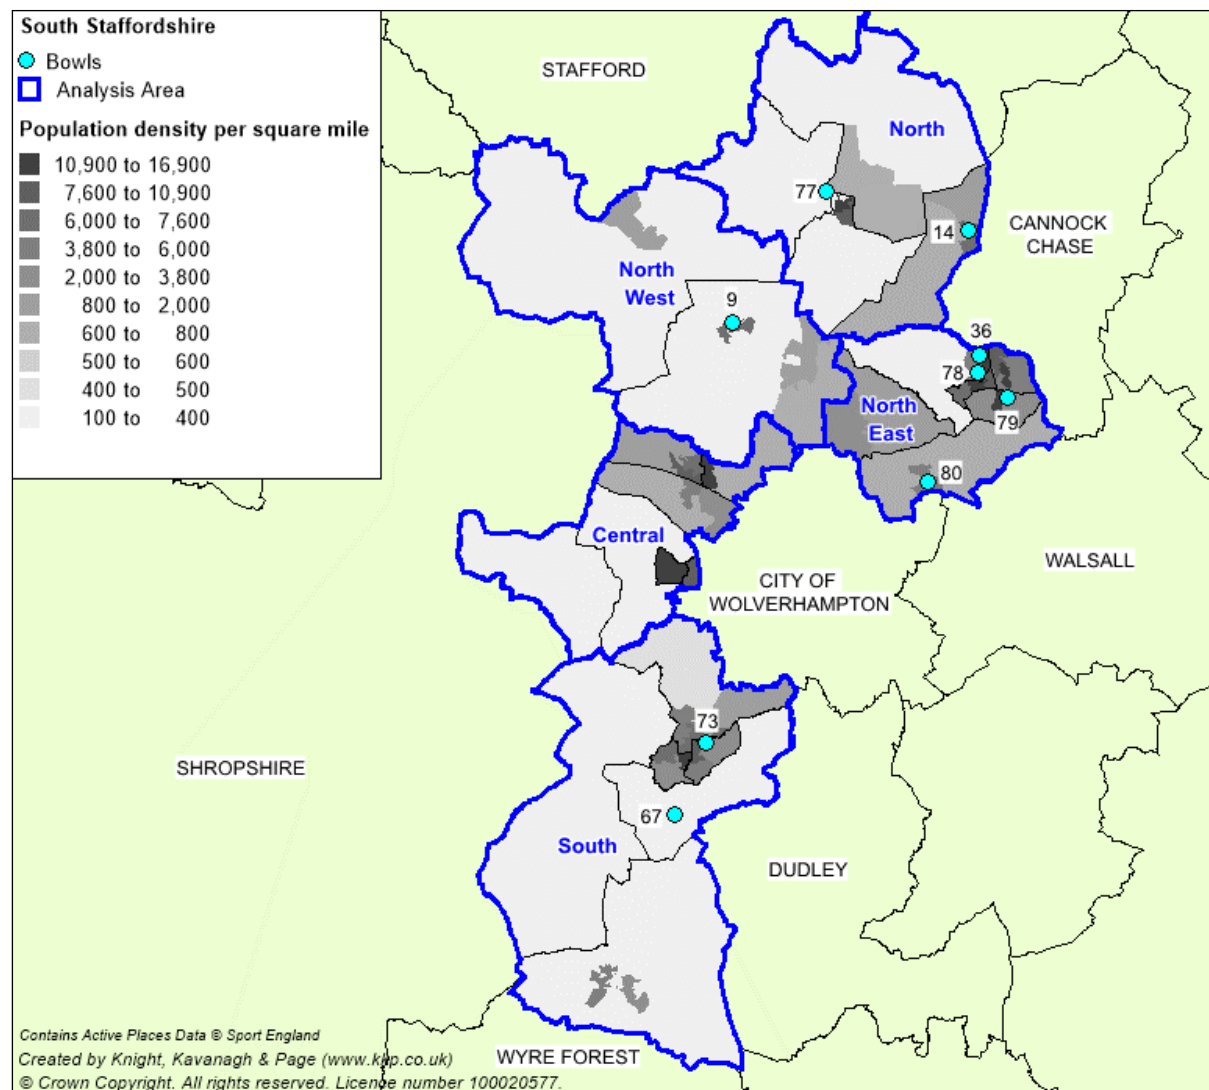 South Staffordshire
Bowls
Analysis Area
Population density per square mile
10,900 to 16,900
7,600 to 10,900
6,000 to 7,600
3,800 to 6,000
2,000 to 3,800
800 to 2,000
600 to 800
500 to 600
400 to 500
100 to 400
STAFFORD
North
77
14
CANNOCK
CHASE
North
West
9
36
78
North
East
79
80
Central
CITY OF
WOLVERHAMPTON
WALSALL
73
SHROPSHIRE
67
South
DUDLEY
WYRE FOREST
Contains Active Places Data © Sport England
Created by Knight, Kavanagh & Page (www.kkp.co.uk)
© Crown Copyright. All rights reserved. Licence number 100020577.